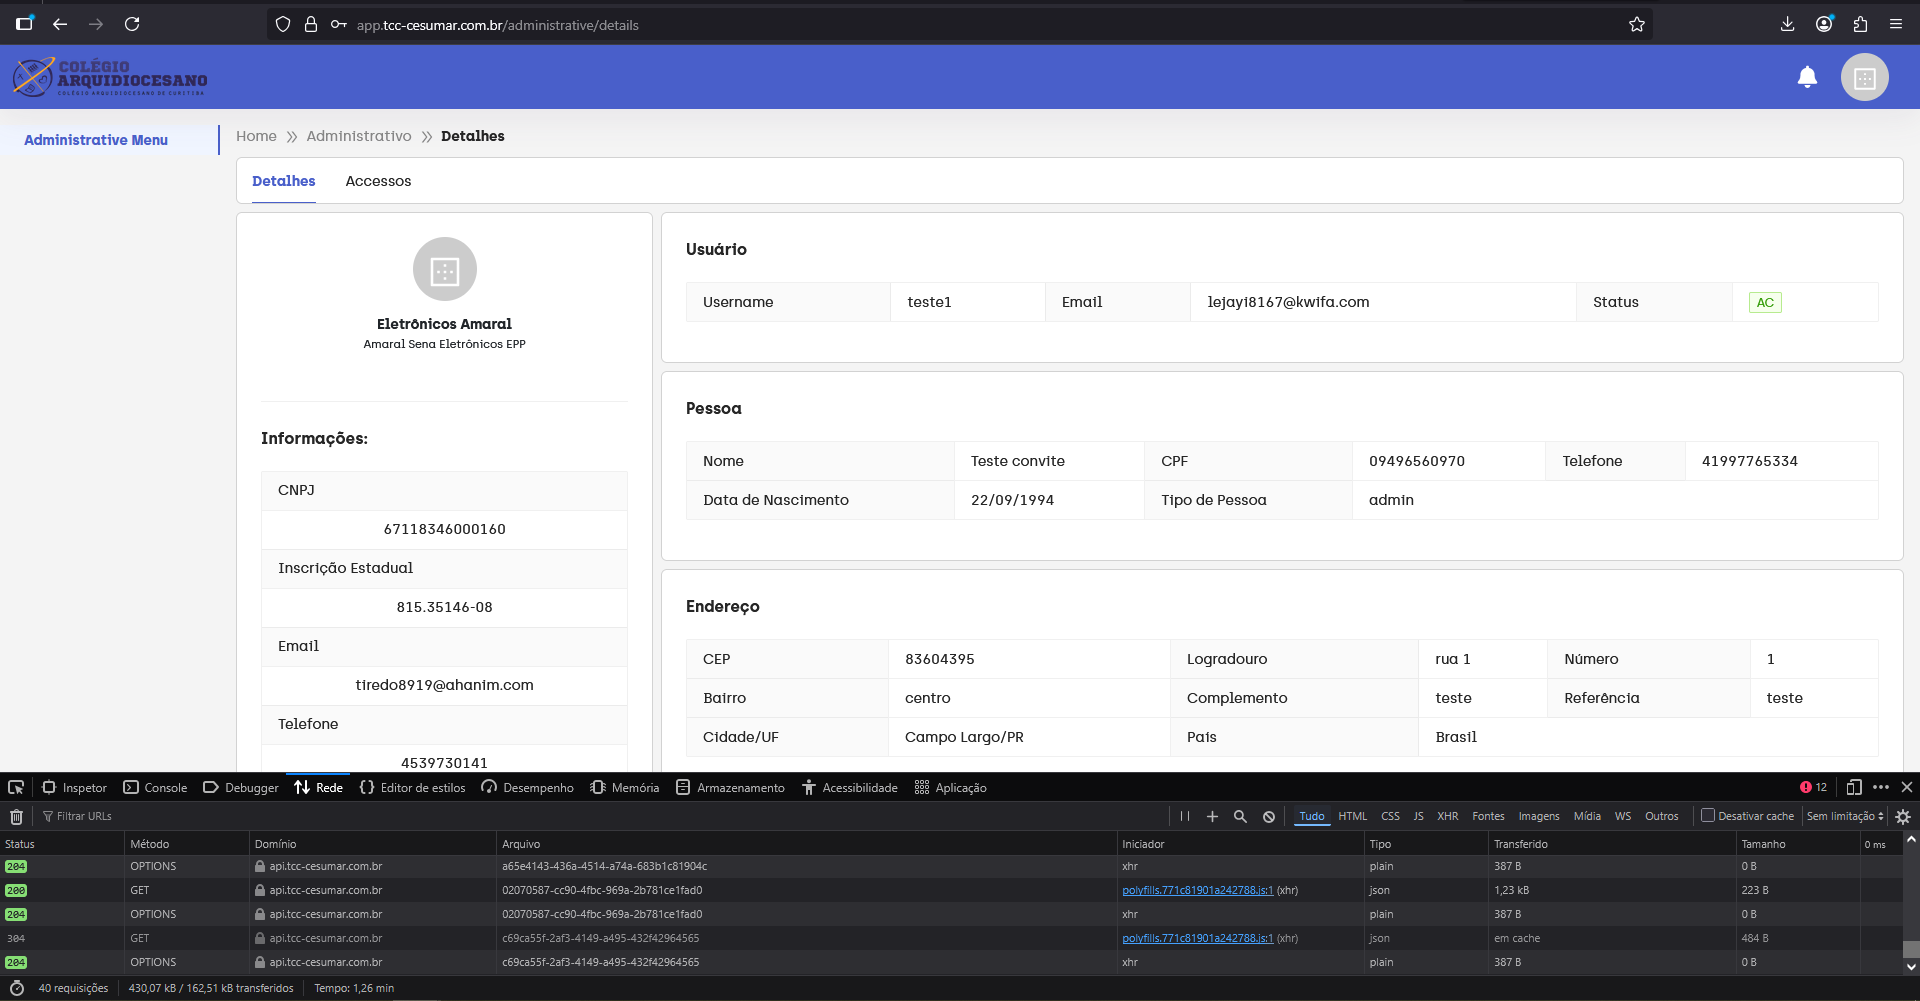 app.tcc-cesumar.com.br/administrative/details
COLÉGIO
ARQUIDIOCESANO
COLÉGIO ARQUIDIOCESANO DE CURITIBA
Administrative Menu
Home >> Administrativo >> Detalhes
Detalhes Accessos
Eletrônicos Amaral
Amaral Sena Eletrônicos EPP
Informações:
CNPJ
67118346000160
Inscrição Estadual
815.35146-08
Email
tiredo8919@ahanim.com
Telefone
4539730141
Usuário
Username teste1 Email lejayi8167@kwifa.com Status AC
Pessoa
Nome Teste convite CPF 09496560970 Telefone 41997765334
Data de Nascimento 22/09/1994 Tipo de Pessoa admin
Endereço
CEP 83604395 Logradouro rua 1 Número 1
Bairro centro Complemento teste Referência teste
Cidade/UF Campo Largo/PR País Brasil
Inspetor Console Debugger Rede Editor de estilos Desempenho Memória Armazenamento Acessibilidade Aplicação 12
Filtrar URLs Tudo HTML CSS JS XHR Fontes Imagens Mídia WS Outros Desativar cache Sem limitação
Status Método Domínio Arquivo Iniciador Tipo Transferido Tamanho 0 ms
204 OPTIONS api.tcc-cesumar.com.br a65e4143-436a-4514-a74a-683b1c81904c xhr plain 387 B 0 B
200 GET api.tcc-cesumar.com.br 02070587-cc90-4fbc-969a-2b781ce1fad0 polyfills.771c81901a242788.js:1 (xhr) json 1,23 kB 223 B
204 OPTIONS api.tcc-cesumar.com.br 02070587-cc90-4fbc-969a-2b781ce1fad0 xhr plain 387 B 0 B
304 GET api.tcc-cesumar.com.br c69ca55f-2af3-4149-a495-432f42964565 polyfills.771c81901a242788.js:1 (xhr) json em cache 484 B
204 OPTIONS api.tcc-cesumar.com.br c69ca55f-2af3-4149-a495-432f42964565 xhr plain 387 B 0 B
40 requisições 430,07 kB / 162,51 kB transferidos Tempo: 1,26 min